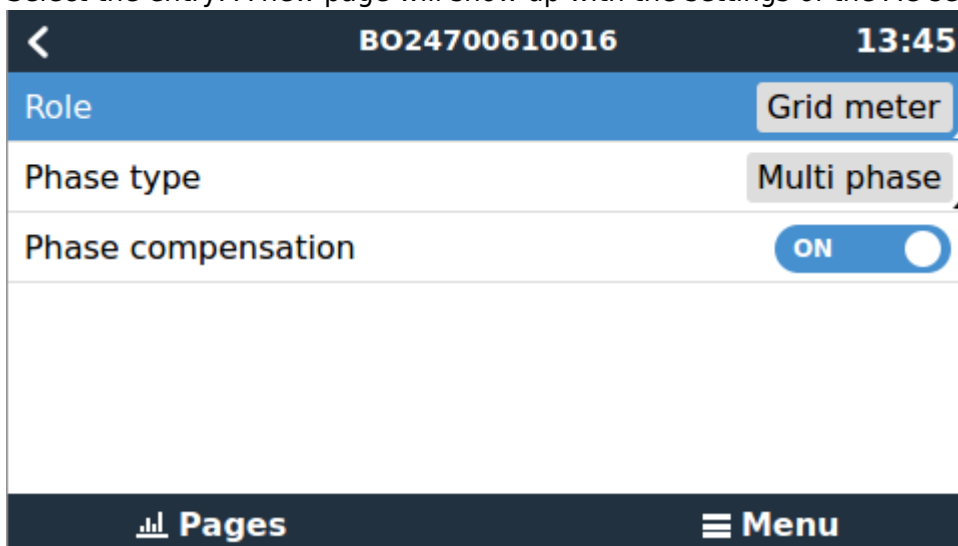 BO24700610016 13:45
Role Grid meter
Phase type Multi phase
Phase compensation ON
Pages Menu